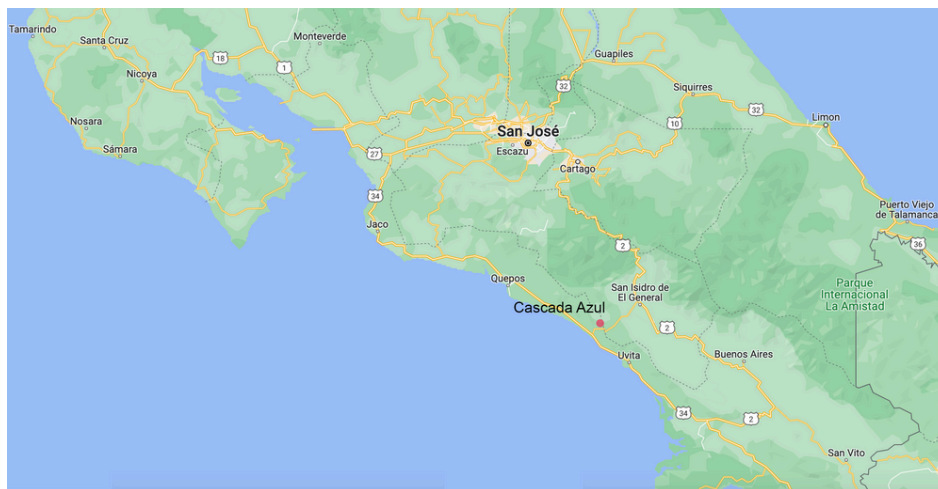 Tamarindo
Santa Cruz
Monteverde
18
1
Nicoya
Guapiles
32
Siquirres
32
10
Limon
Nosara
Sámara
San José
Escazu
27
Cartago
34
Jaco
2
Puerto Viejo
de Talamanca
36
Quepos
San Isidro de
El General
Parque
Internacional
La Amistad
Cascada Azul
2
Uvita
Buenos Aires
34
2
San Vito